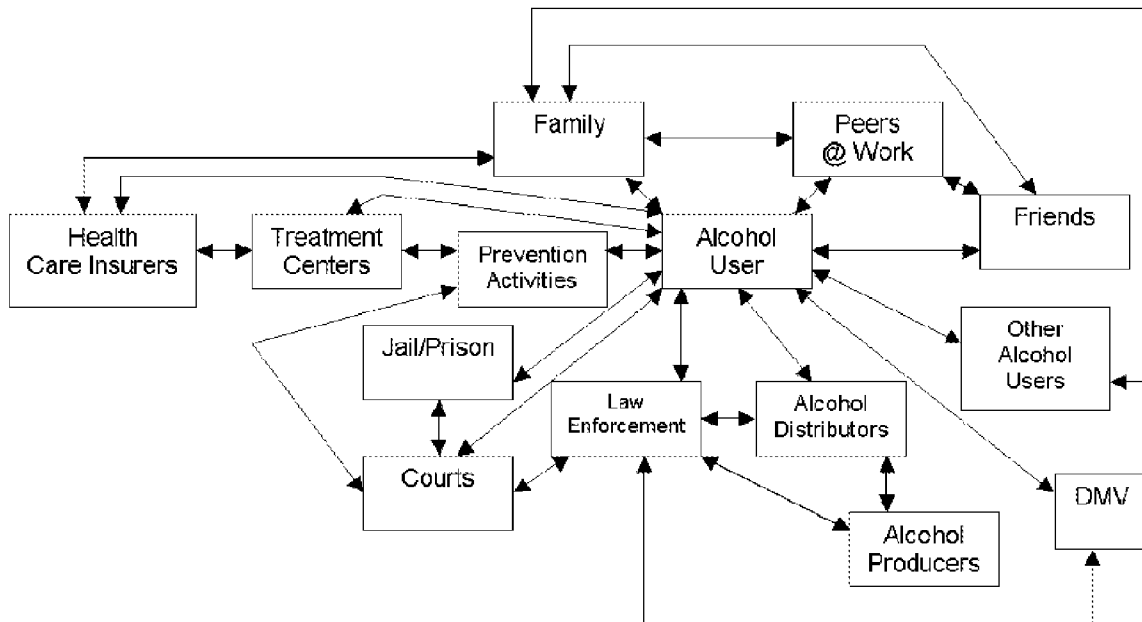 Family
Peers
@ Work
Health
Care Insurers
Treatment
Centers
Prevention
Activities
Alcohol
User
Friends
Jail/Prison
Other
Alcohol
Users
Law
Enforcement
Alcohol
Distributors
Courts
DMV
Alcohol
Producers